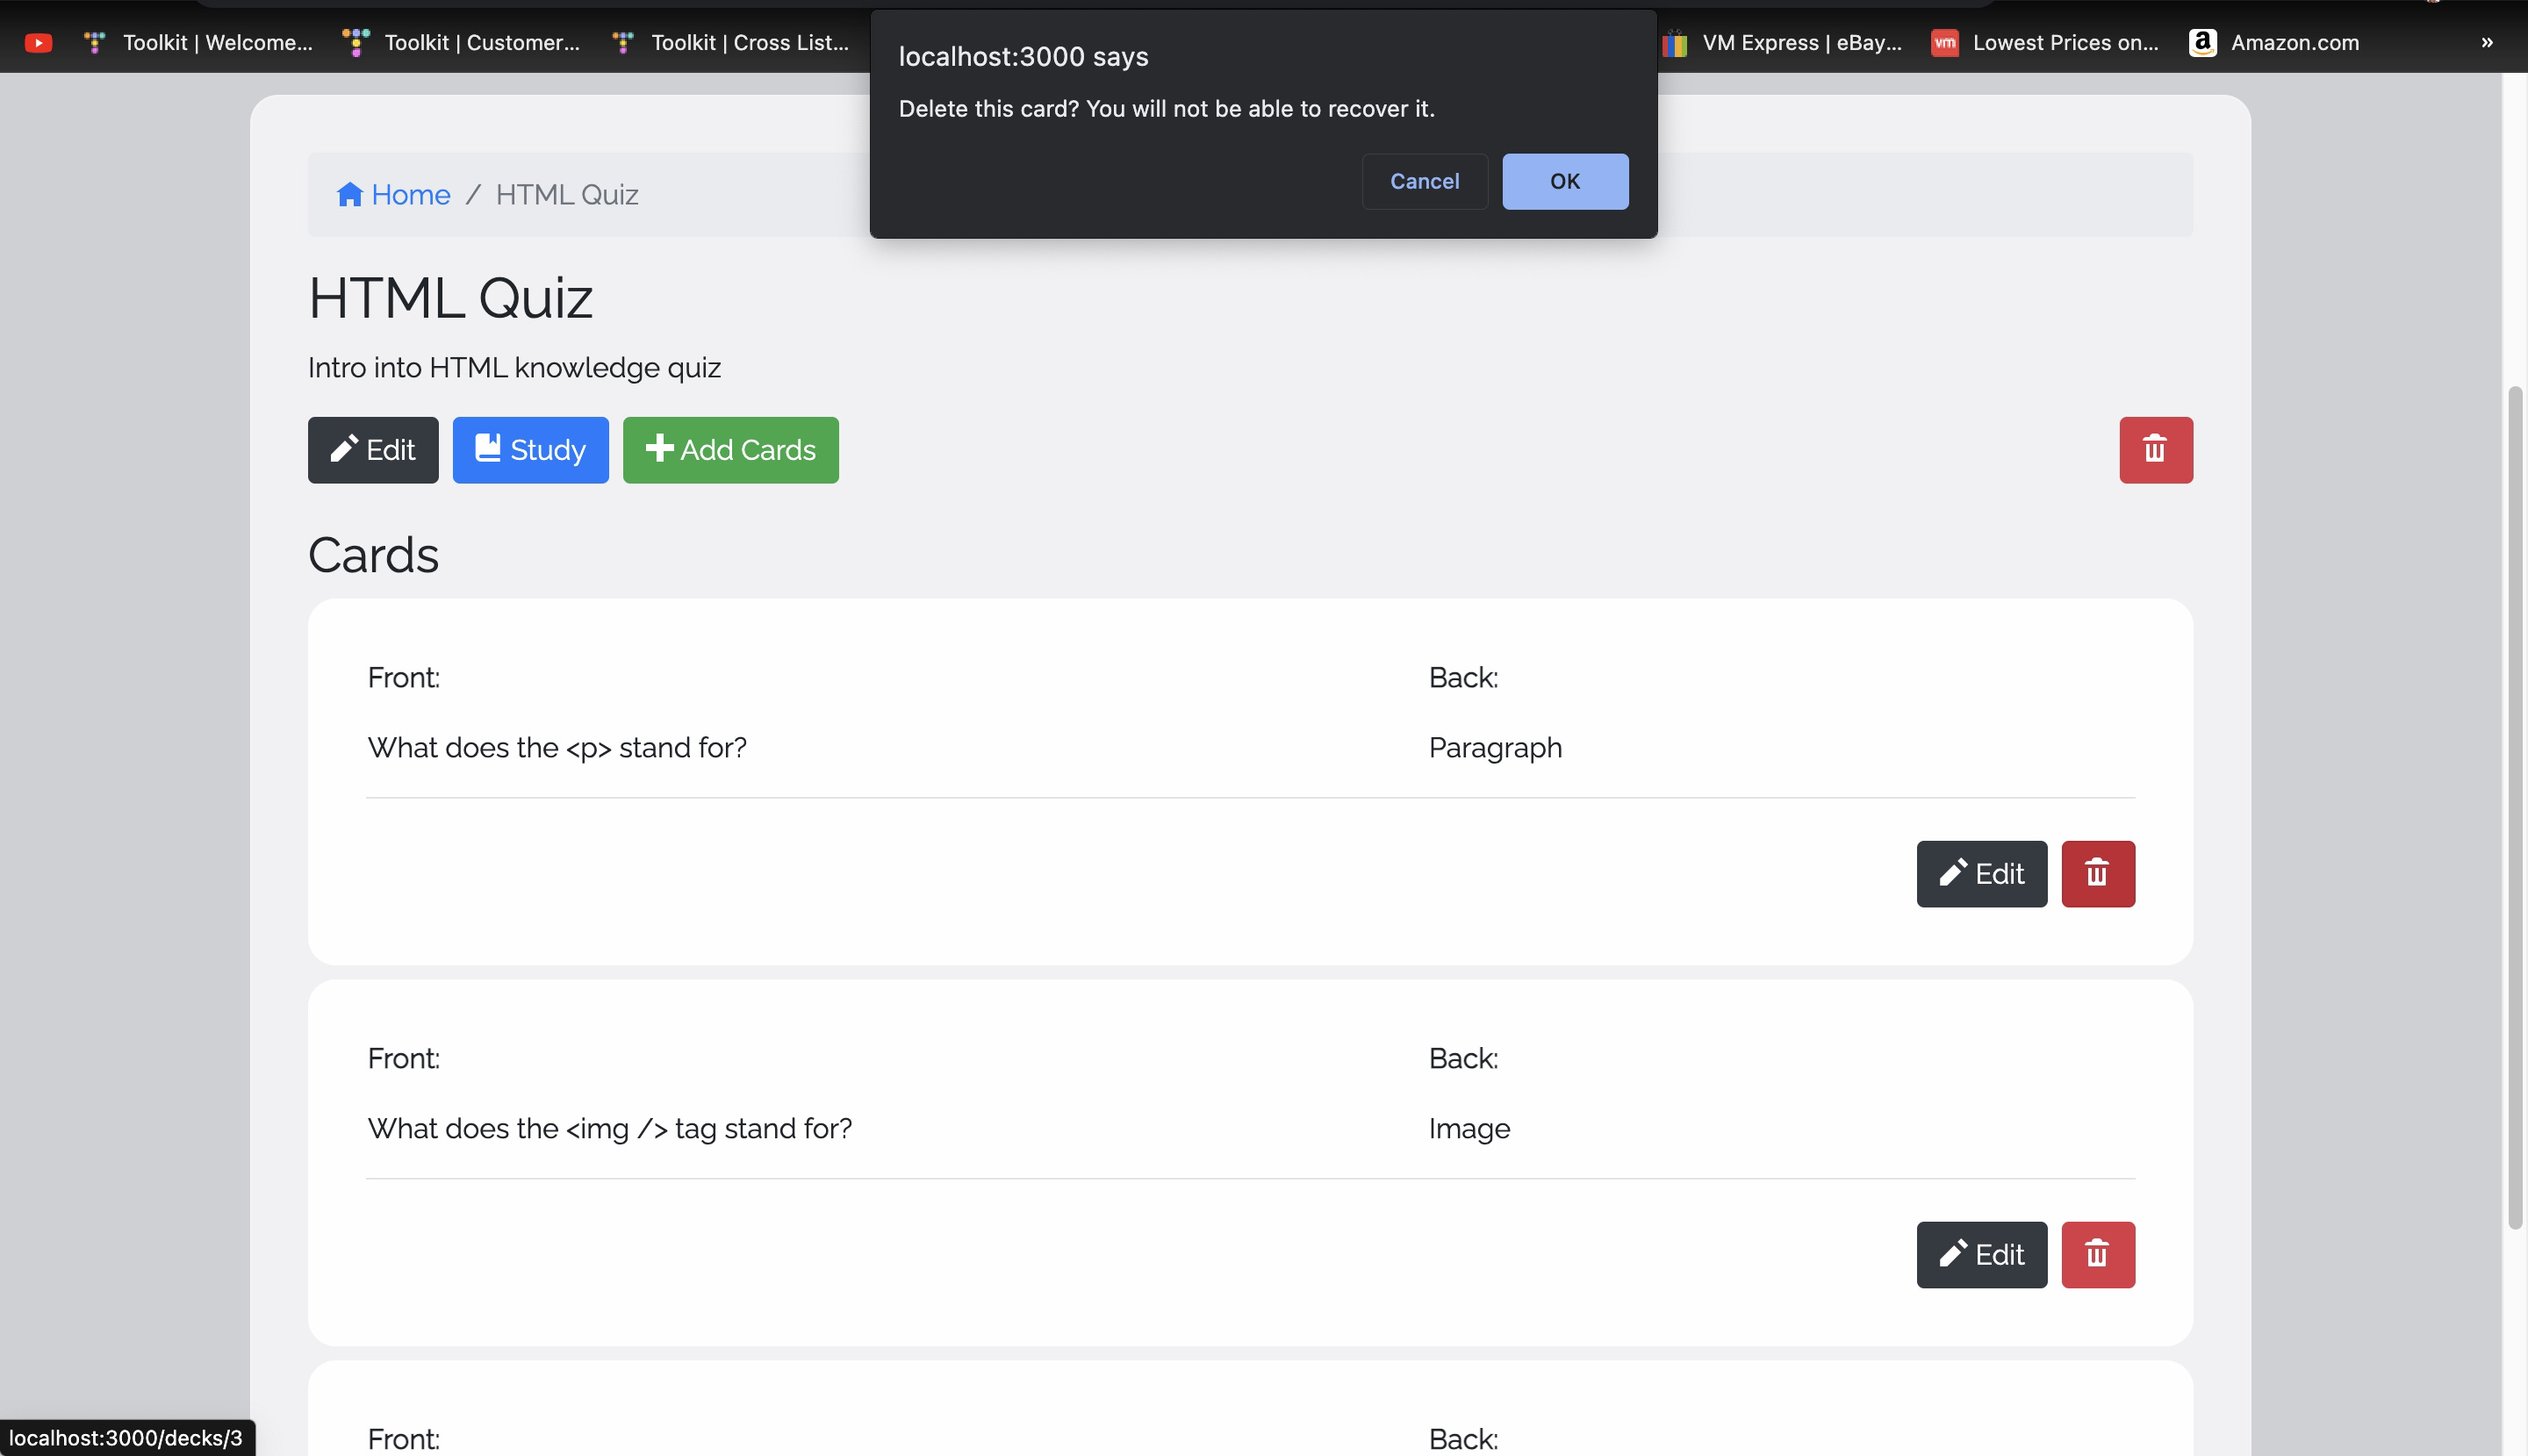 Toolkit | Welcome... Toolkit | Customer... Toolkit | Cross List... VM Express | eBay... vm Lowest Prices on... a Amazon.com »
localhost:3000 says
Delete this card? You will not be able to recover it.
Cancel OK
Home / HTML Quiz
HTML Quiz
Intro into HTML knowledge quiz
Edit Study Add Cards
Cards
Front: Back:
What does the <p> stand for? Paragraph
Edit
Front: Back:
What does the <img /> tag stand for? Image
Edit
Front: Back:
localhost:3000/decks/3